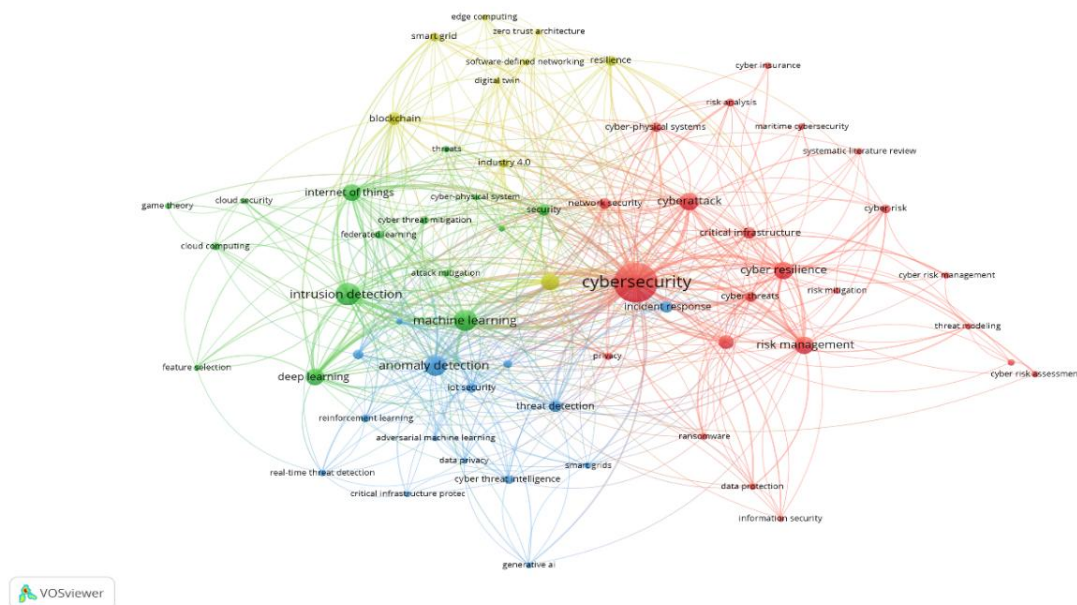 edge computing
smart grid
zero trust architecture
software-defined networking
resilience
digital twin
cyber insurance
risk analysis
blockchain
cyber-physical systems
maritime cybersecurity
threats
systematic literature review
industry 4.0
internet of things
cyber-physical system
cloud security
game theory
network security
cyberattack
security
cyber risk
cyber threat mitigation
federated learning
critical infrastructure
cloud computing
cyber resilience
attack mitigation
cyber risk management
cybersecurity
risk mitigation
intrusion detection
cyber threats
incident response
machine learning
threat modeling
risk management
privacy
anomaly detection
feature selection
deep learning
cyber risk assessment
iot security
threat detection
reinforcement learning
adversarial machine learning
ransomware
data privacy
smart grids
real-time threat detection
cyber threat intelligence
data protection
critical infrastructure protec
information security
generative ai
VOSviewer